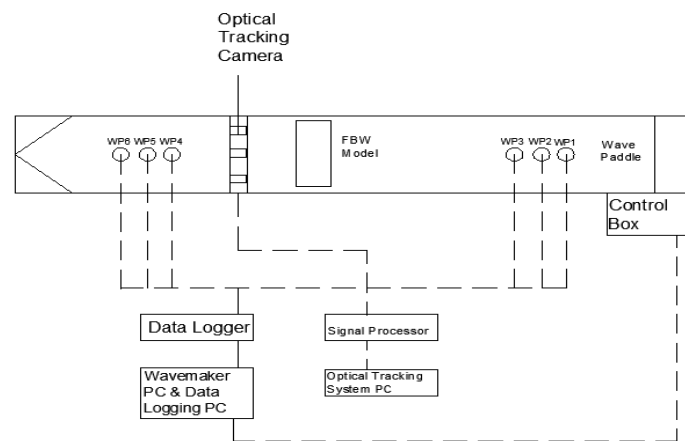 Optical
Tracking
Camera
WP6 WP5 WP4
FBW
Model
WP3 WP2 WP1
Wave
Paddle
Control
Box
Data Logger
Signal Processor
Wavemaker
PC & Data
Logging PC
Optical Tracking
System PC